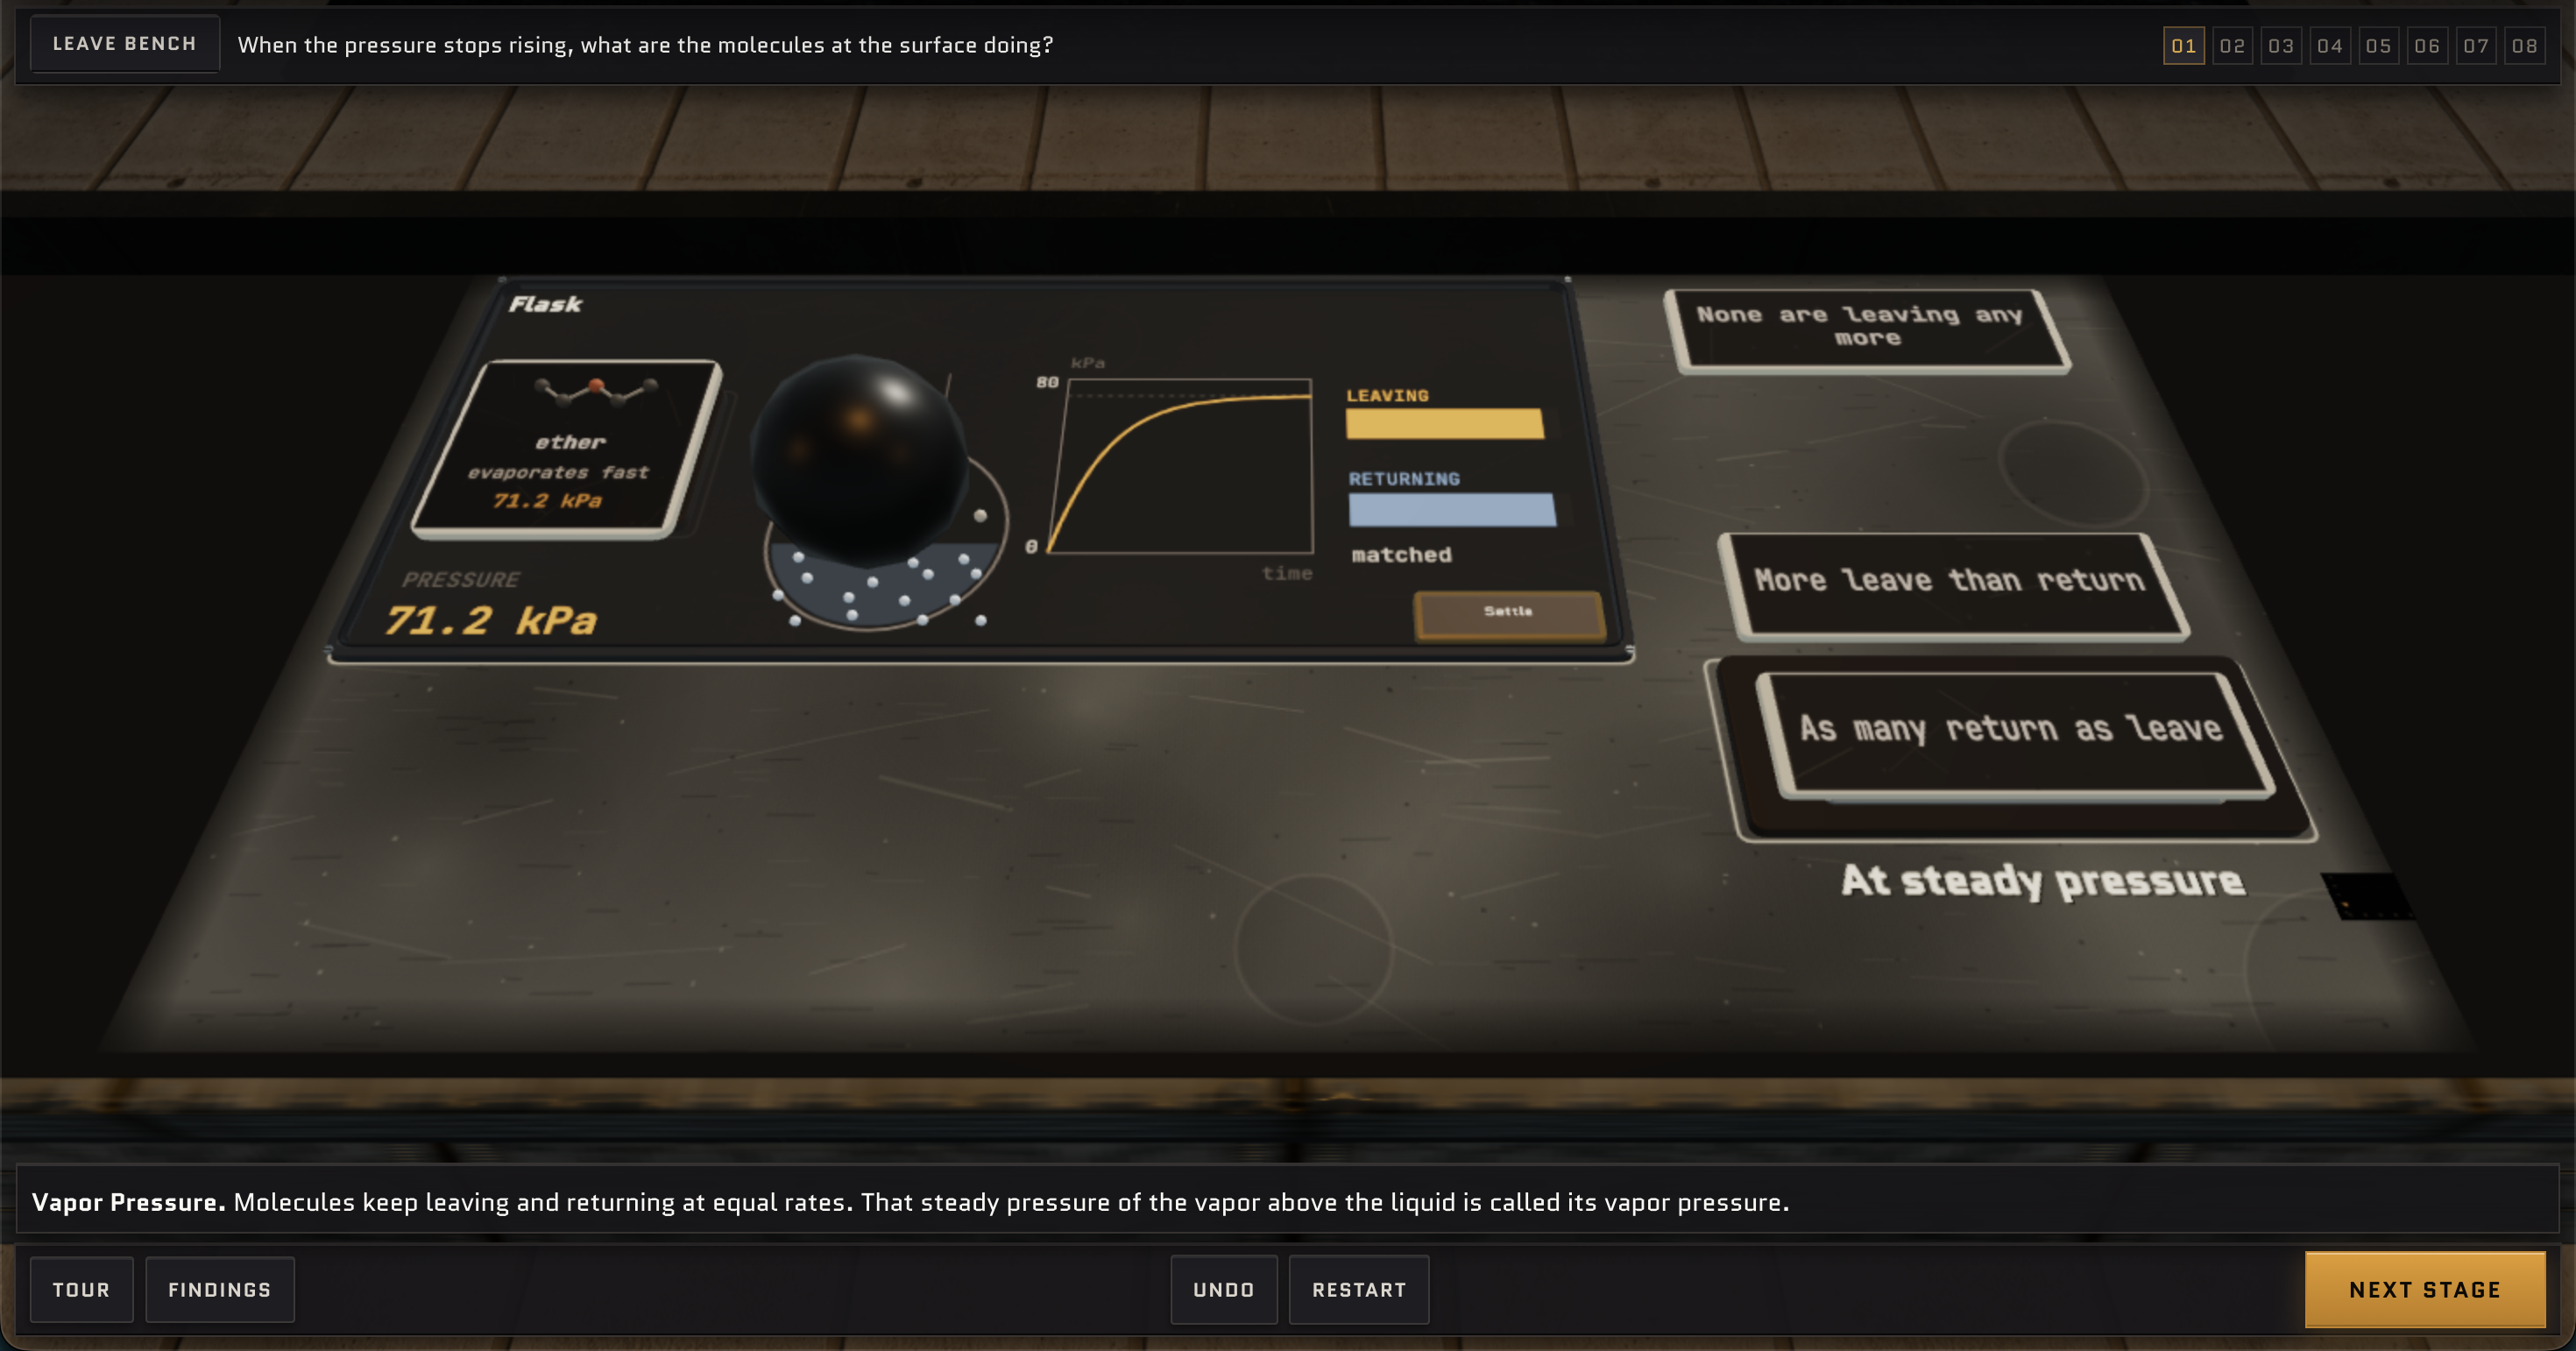 LEAVE BENCH
When the pressure stops rising, what are the molecules at the surface doing?
01 02 03 04 05 06 07 08
Flask
ether
evaporates fast
71.2 kPa
PRESSURE
71.2 kPa
kPa
80
0
time
LEAVING
RETURNING
matched
Settle
None are leaving any
more
More leave than return
As many return as leave
At steady pressure
Vapor Pressure. Molecules keep leaving and returning at equal rates. That steady pressure of the vapor above the liquid is called its vapor pressure.
TOUR
FINDINGS
UNDO
RESTART
NEXT STAGE